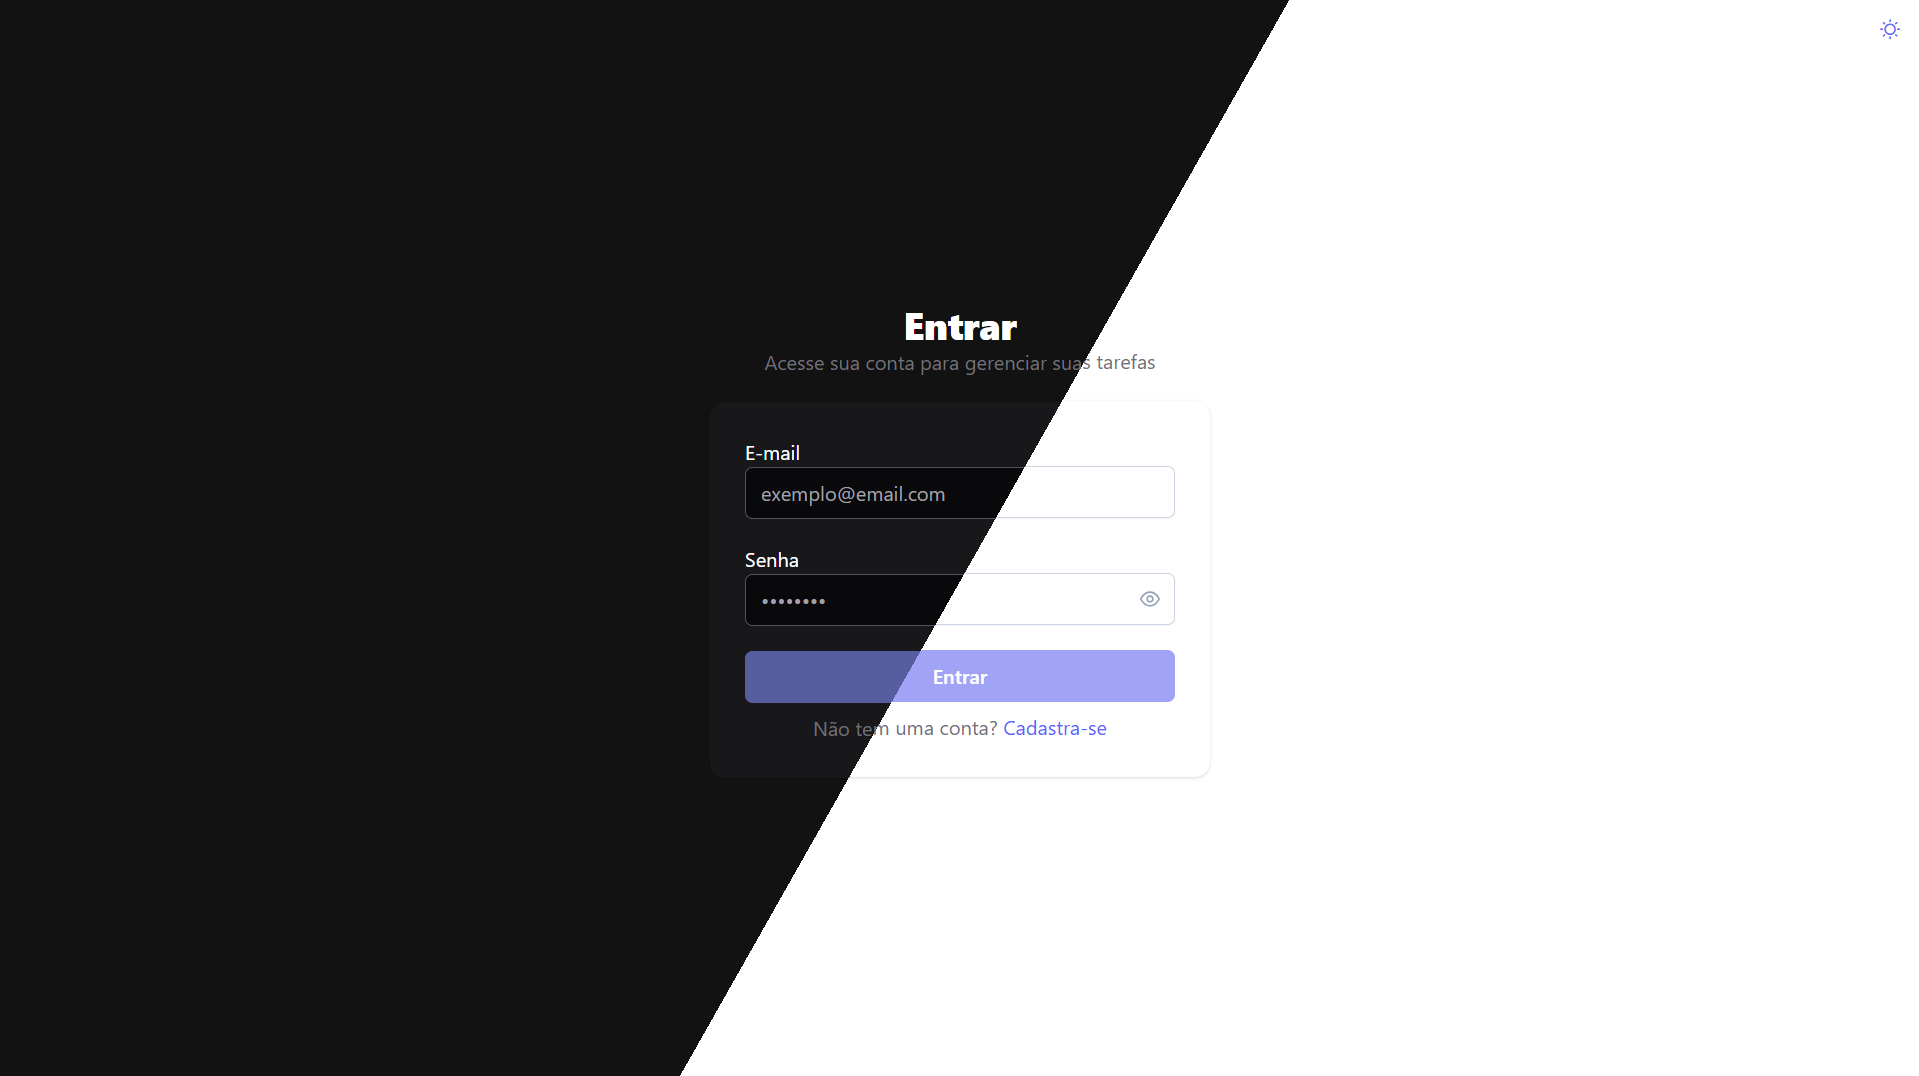 Entrar
Acesse sua conta para gerenciar suas tarefas
E-mail
exemplo@email.com
Senha
••••••••
Entrar
Não tem uma conta? Cadastra-se